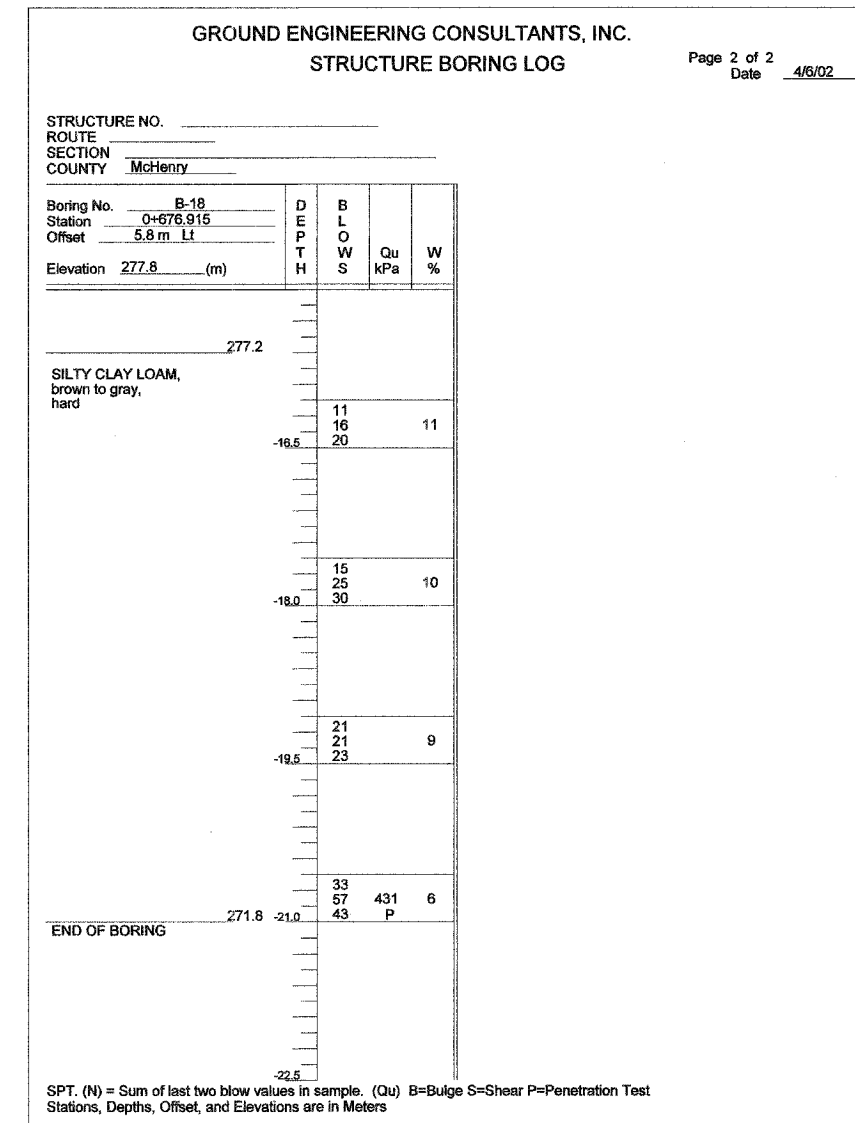 GROUND ENGINEERING CONSULTANTS, INC.
STRUCTURE BORING LOG
Page 2 of 2
Date 4/6/02
STRUCTURE NO.
ROUTE
SECTION
COUNTY McHenry
Boring No. B-18
Station 0+676.915
Offset 5.8 m Lt
Elevation 277.8 (m)
DEPTH
BLOWS
Qu kPa
W %
277.2
SILTY CLAY LOAM,
brown to gray,
hard
11
16 11
-16.5 20
15
25 10
-18.0 30
21
21 9
-19.5 23
33
57 431 6
271.8 -21.0 43 P
END OF BORING
-22.5
SPT. (N) = Sum of last two blow values in sample. (Qu) B=Bulge S=Shear P=Penetration Test
Stations, Depths, Offset, and Elevations are in Meters